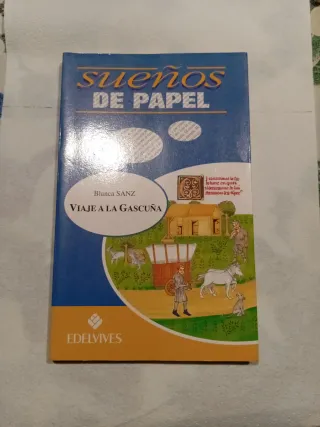 sueños
DE PAPEL
Blanca SANZ
VIAJE A LA GASCUÑA
EDELVIVES